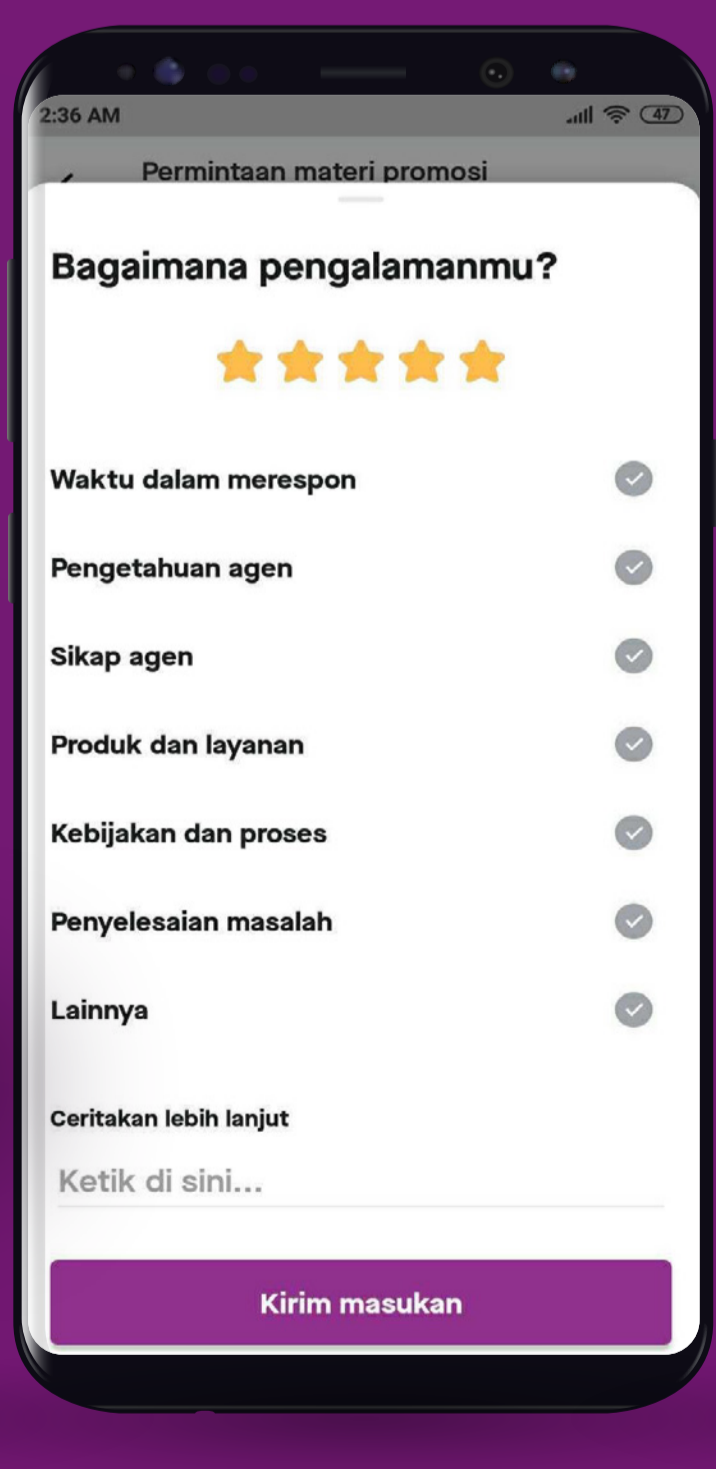 2:36 AM
47
Permintaan materi promosi
Bagaimana pengalamanmu?
Waktu dalam merespon
Pengetahuan agen
Sikap agen
Produk dan layanan
Kebijakan dan proses
Penyelesaian masalah
Lainnya
Ceritakan lebih lanjut
Ketik di sini...
Kirim masukan